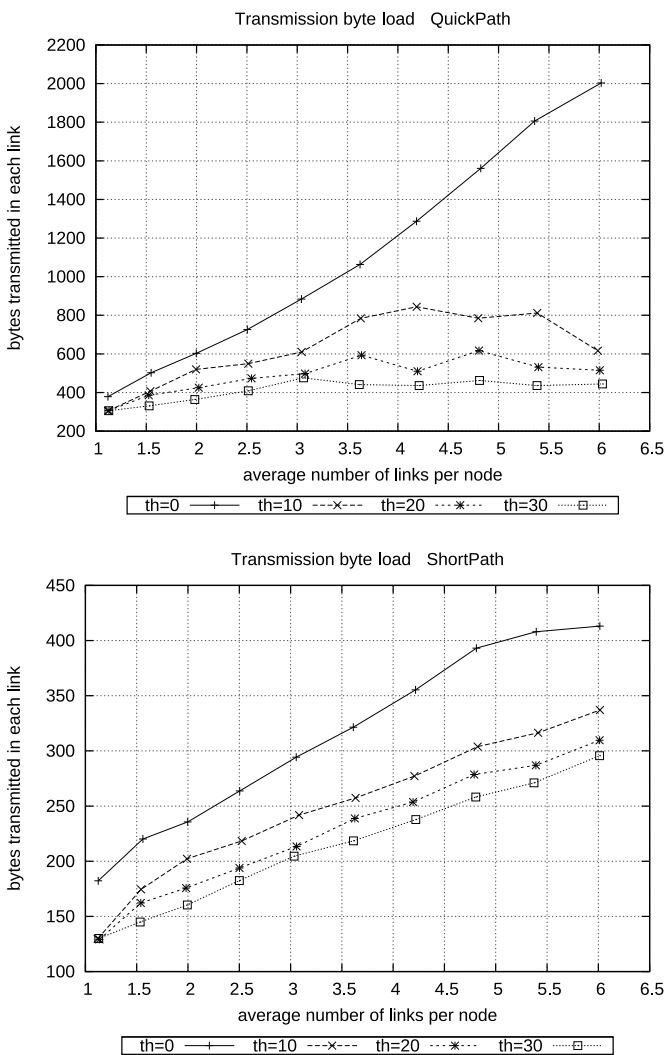 Transmission byte load QuickPath
2200
2000
1800
1600
1400
1200
1000
800
600
400
200
bytes transmitted in each link
1 1.5 2 2.5 3 3.5 4 4.5 5 5.5 6 6.5
average number of links per node
th=0 th=10 th=20 th=30
Transmission byte load ShortPath
450
400
350
300
250
200
150
100
bytes transmitted in each link
1 1.5 2 2.5 3 3.5 4 4.5 5 5.5 6 6.5
average number of links per node
th=0 th=10 th=20 th=30